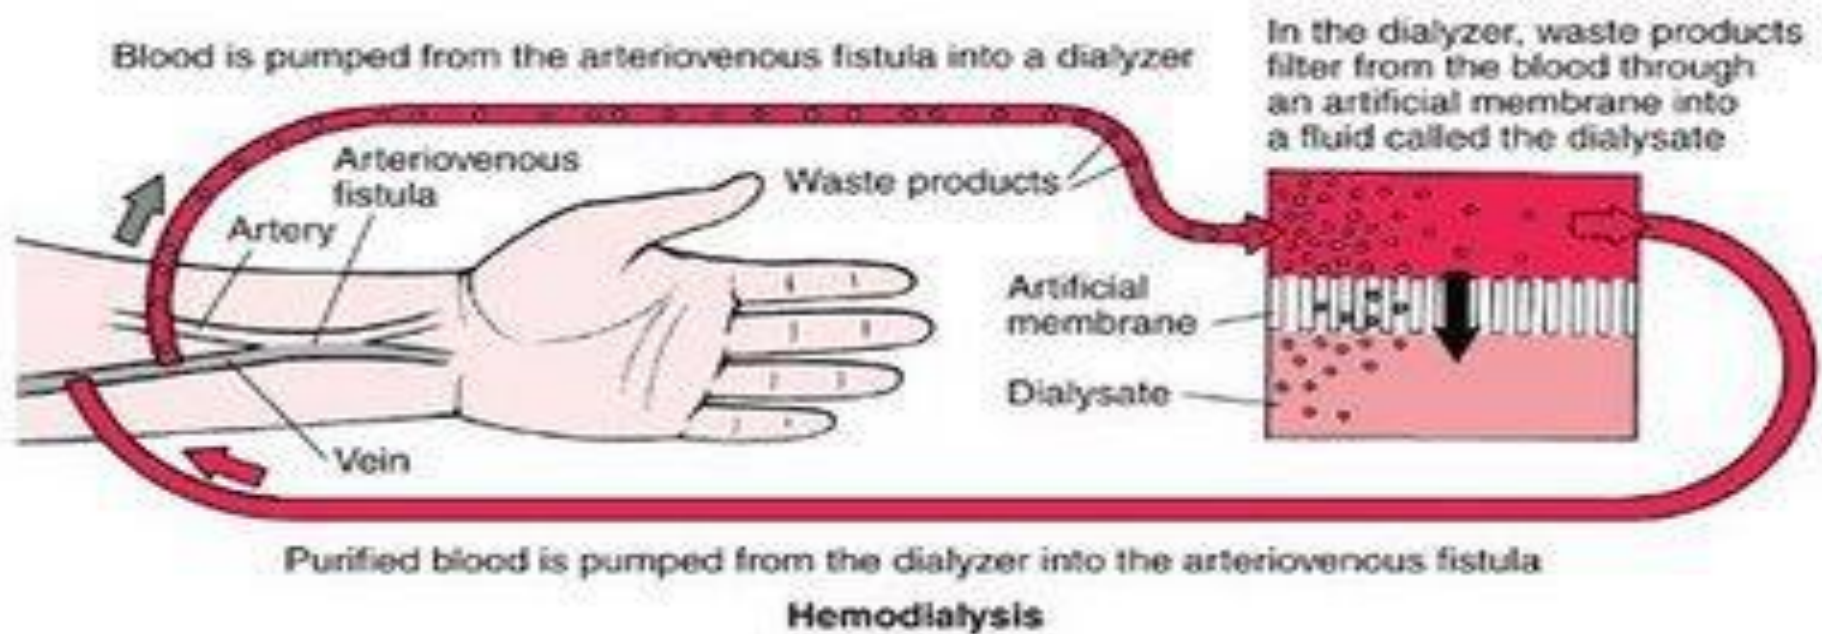 Blood is pumped from the arteriovenous fistula into a dialyzer
In the dialyzer, waste products
filter from the blood through
an artificial membrane into
a fluid called the dialysate
Arteriovenous
fistula
Artery
Waste products
Artificial
membrane
Dialysate
Vein
Purified blood is pumped from the dialyzer into the arteriovenous fistula
Hemodialysis